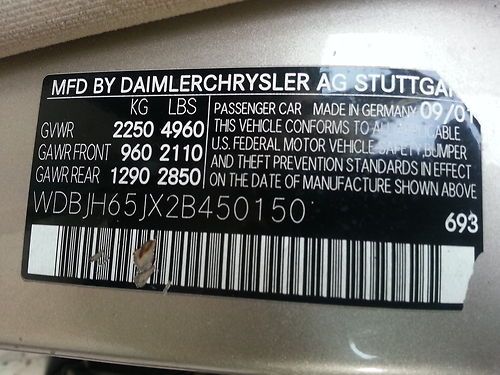 MFD BY DAIMLERCHRYSLER AG STUTTGA
KG LBS
GVWR 2250 4960
GAWR FRONT 960 2110
GAWR REAR 1290 2850
PASSENGER CAR MADE IN GERMANY 09/01
THIS VEHICLE CONFORMS TO ALL APPLICABLE
U.S. FEDERAL MOTOR VEHICLE SAFETY, BUMPER
AND THEFT PREVENTION STANDARDS IN EFFECT
ON THE DATE OF MANUFACTURE SHOWN ABOVE
WDBJH65JX2B450150
693